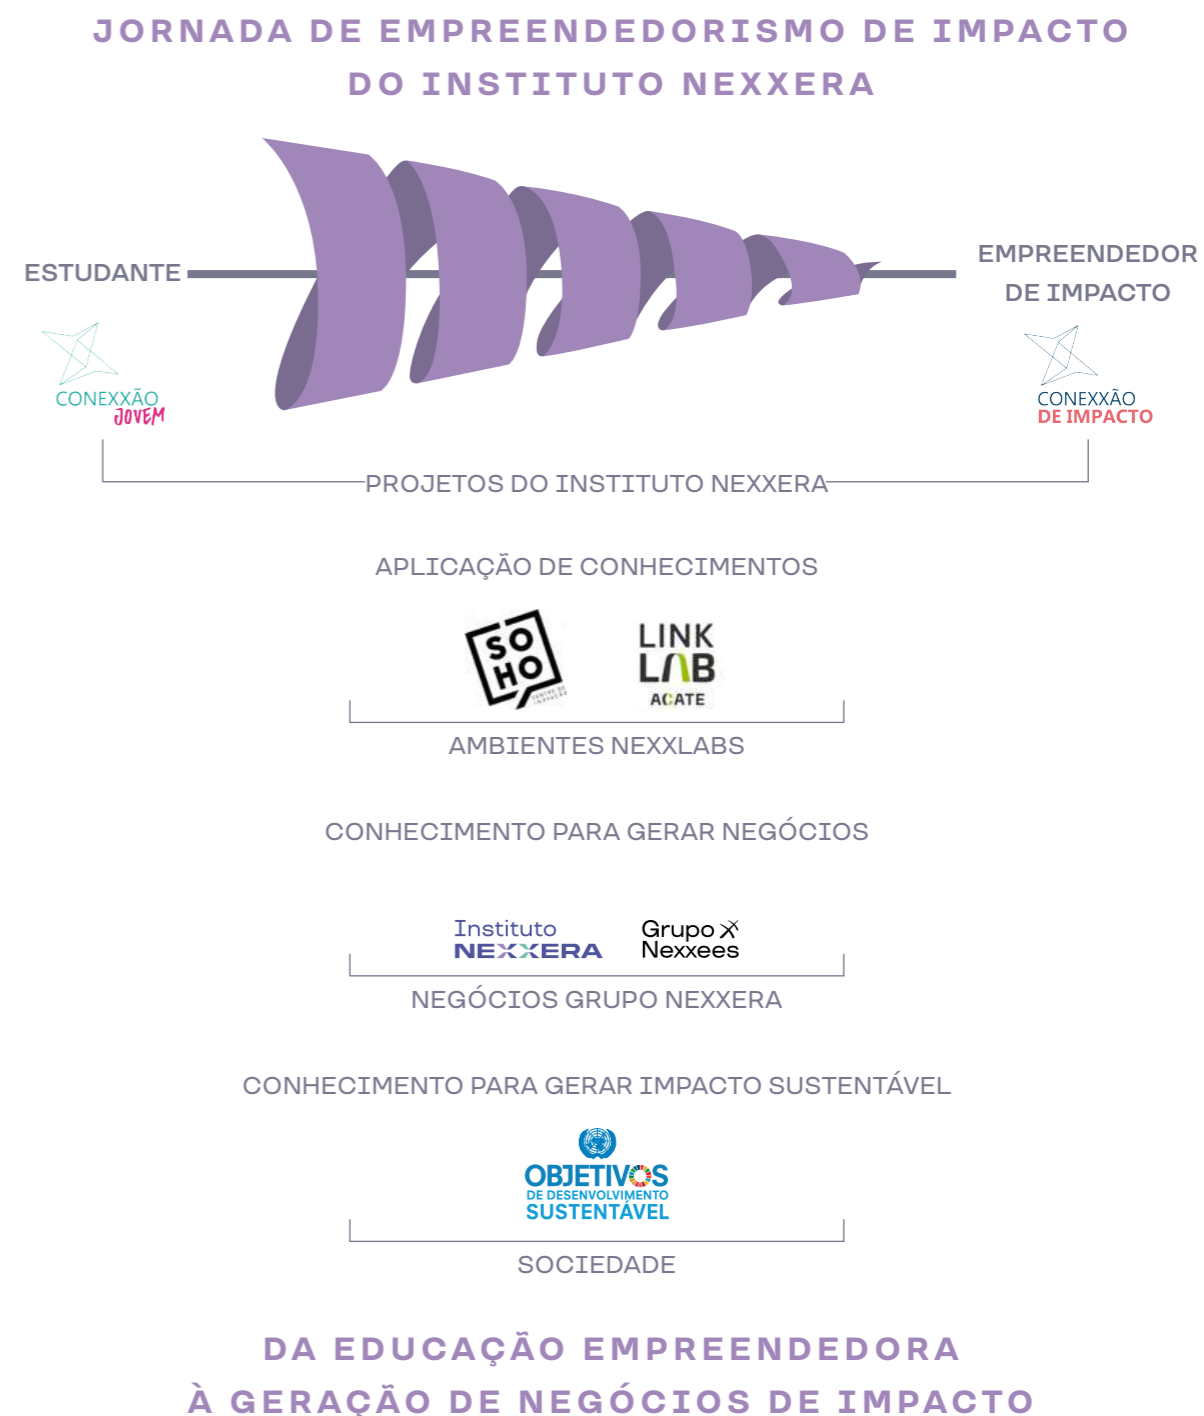 JORNADA DE EMPREENDEDORISMO DE IMPACTO
DO INSTITUTO NEXXERA
ESTUDANTE
EMPREENDEDOR
DE IMPACTO
CONEXXÃO
JOVEM
CONEXXÃO
DE IMPACTO
PROJETOS DO INSTITUTO NEXXERA
APLICAÇÃO DE CONHECIMENTOS
SO
HO
LINK
LAB
ACATE
AMBIENTES NEXXLABS
CONHECIMENTO PARA GERAR NEGÓCIOS
Instituto
NEXXERA
Grupo
Nexxees
NEGÓCIOS GRUPO NEXXERA
CONHECIMENTO PARA GERAR IMPACTO SUSTENTÁVEL
OBJETIVOS
DE DESENVOLVIMENTO
SUSTENTÁVEL
SOCIEDADE
DA EDUCAÇÃO EMPREENDEDORA
À GERAÇÃO DE NEGÓCIOS DE IMPACTO